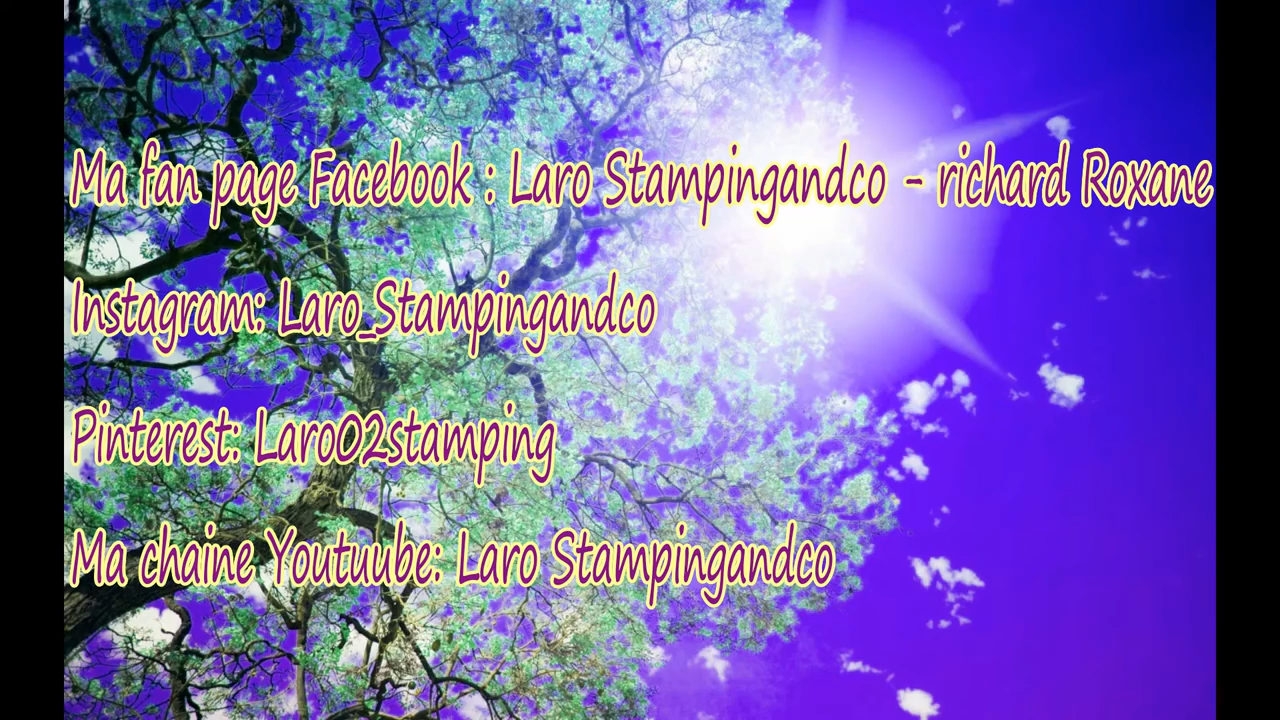 Ma fan page Facebook : Laro Stampingandco - richard Roxane
Instagram: Laro_Stampingandco
Pinterest: Laro02stamping
Ma chaine Youtuube: Laro Stampingandco